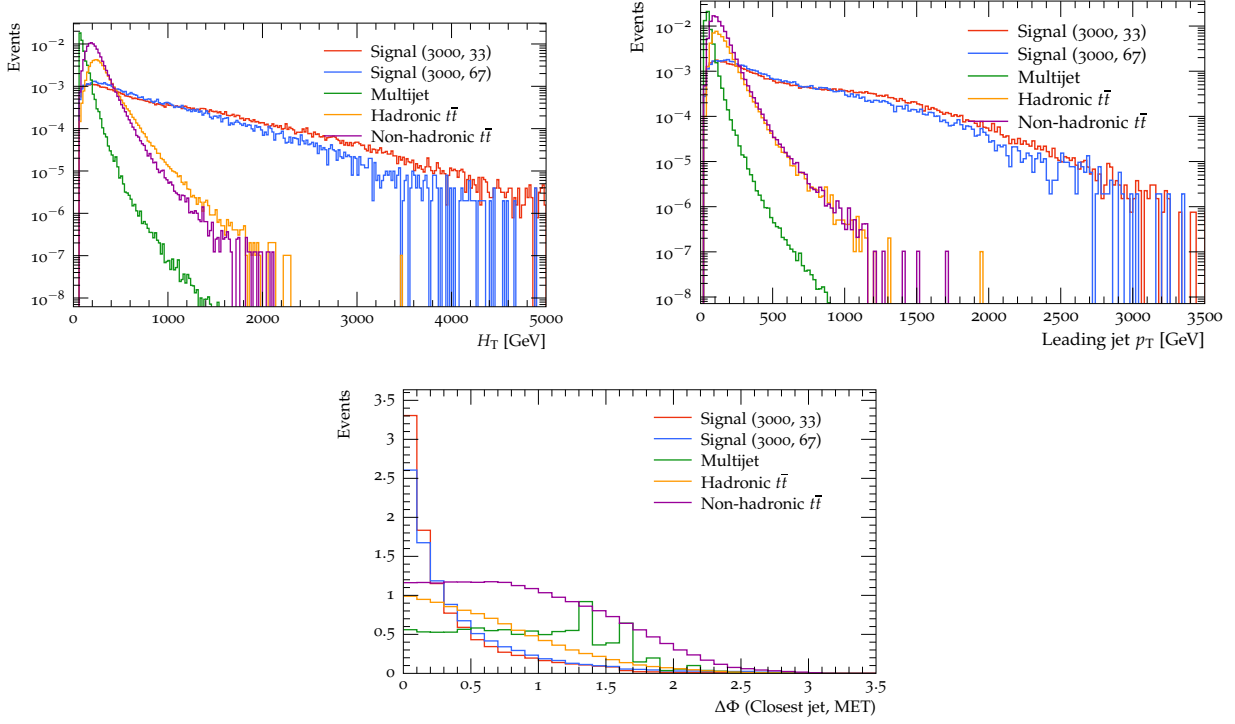 Events
10⁻²
10⁻³
10⁻⁴
10⁻⁵
10⁻⁶
10⁻⁷
10⁻⁸
Signal (3000, 33)
Signal (3000, 67)
Multijet
Hadronic tt̅
Non-hadronic tt̅
0 1000 2000 3000 4000 5000
H_T [GeV]
Events
10⁻²
10⁻³
10⁻⁴
10⁻⁵
10⁻⁶
10⁻⁷
10⁻⁸
Signal (3000, 33)
Signal (3000, 67)
Multijet
Hadronic tt̅
Non-hadronic tt̅
0 500 1000 1500 2000 2500 3000 3500
Leading jet p_T [GeV]
Events
3.5
3
2.5
2
1.5
1
0.5
0
Signal (3000, 33)
Signal (3000, 67)
Multijet
Hadronic tt̅
Non-hadronic tt̅
0 0.5 1 1.5 2 2.5 3 3.5
ΔΦ (Closest jet, MET)